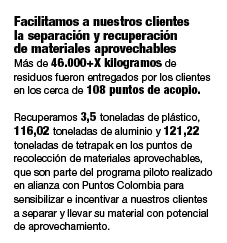 Facilitamos a nuestros clientes
la separación y recuperación
de materiales aprovechables
Más de 46.000+X kilogramos de
residuos fueron entregados por los clientes
en los cerca de 108 puntos de acopio.
Recuperamos 3,5 toneladas de plástico,
116,02 toneladas de aluminio y 121,22
toneladas de tetrapak en los puntos de
recolección de materiales aprovechables,
que son parte del programa piloto realizado
en alianza con Puntos Colombia para
sensibilizar e incentivar a nuestros clientes
a separar y llevar su material con potencial
de aprovechamiento.